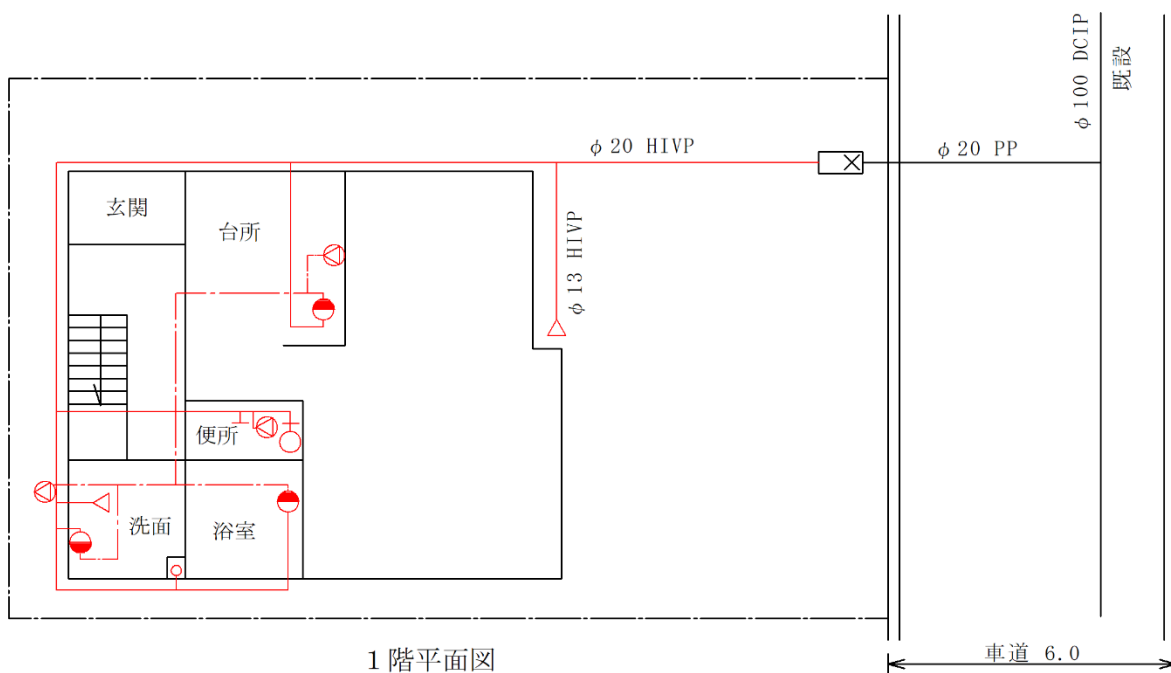 φ100 DCIP
既設
φ20 HIVP
φ20 PP
玄関
台所
φ13 HIVP
便所
洗面
浴室
1階平面図
車道 6.0